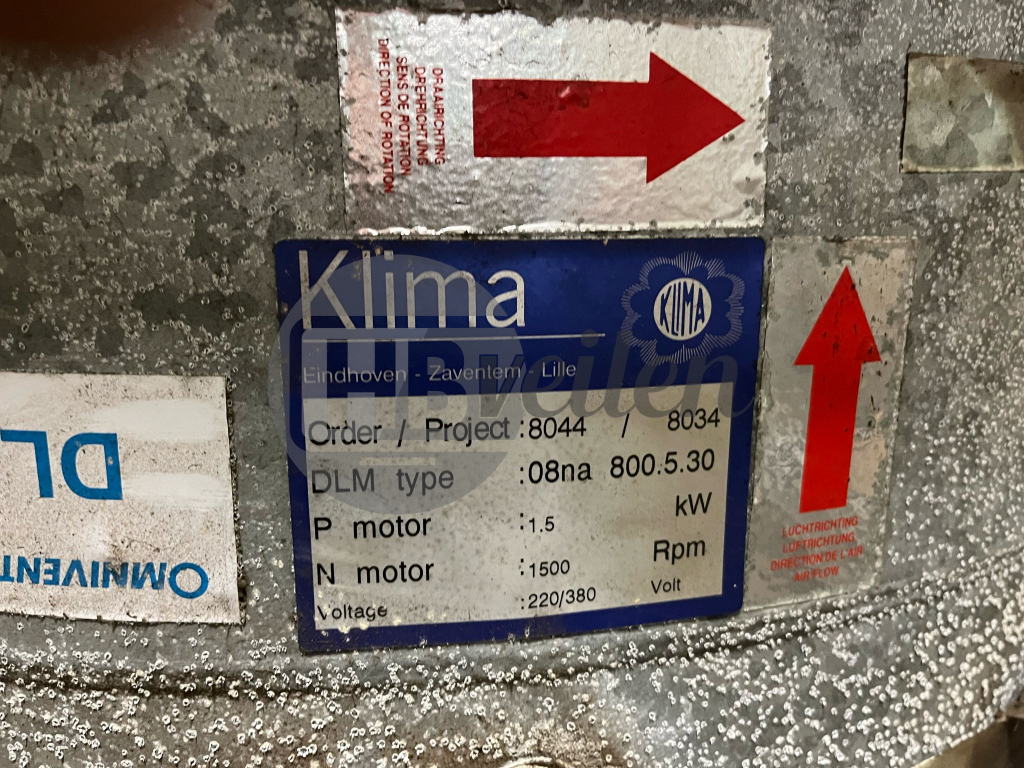 DRAAIRICHTING
DREHRICHTUNG
SENS DE ROTATION
DIRECTION OF ROTATION
Klima
KLIMA
Eindhoven - Zaventem - Lille
HBveilen
Order / Project : 8044 / 8034
DLM type : 08na 800.5.30
P motor : 1.5 kW
N motor : 1500 Rpm
Voltage : 220/380 Volt
LUCHTRICHTING
LUFTRICHTUNG
DIRECTION DE L'AIR
AIR FLOW
OMNIVENT
DL